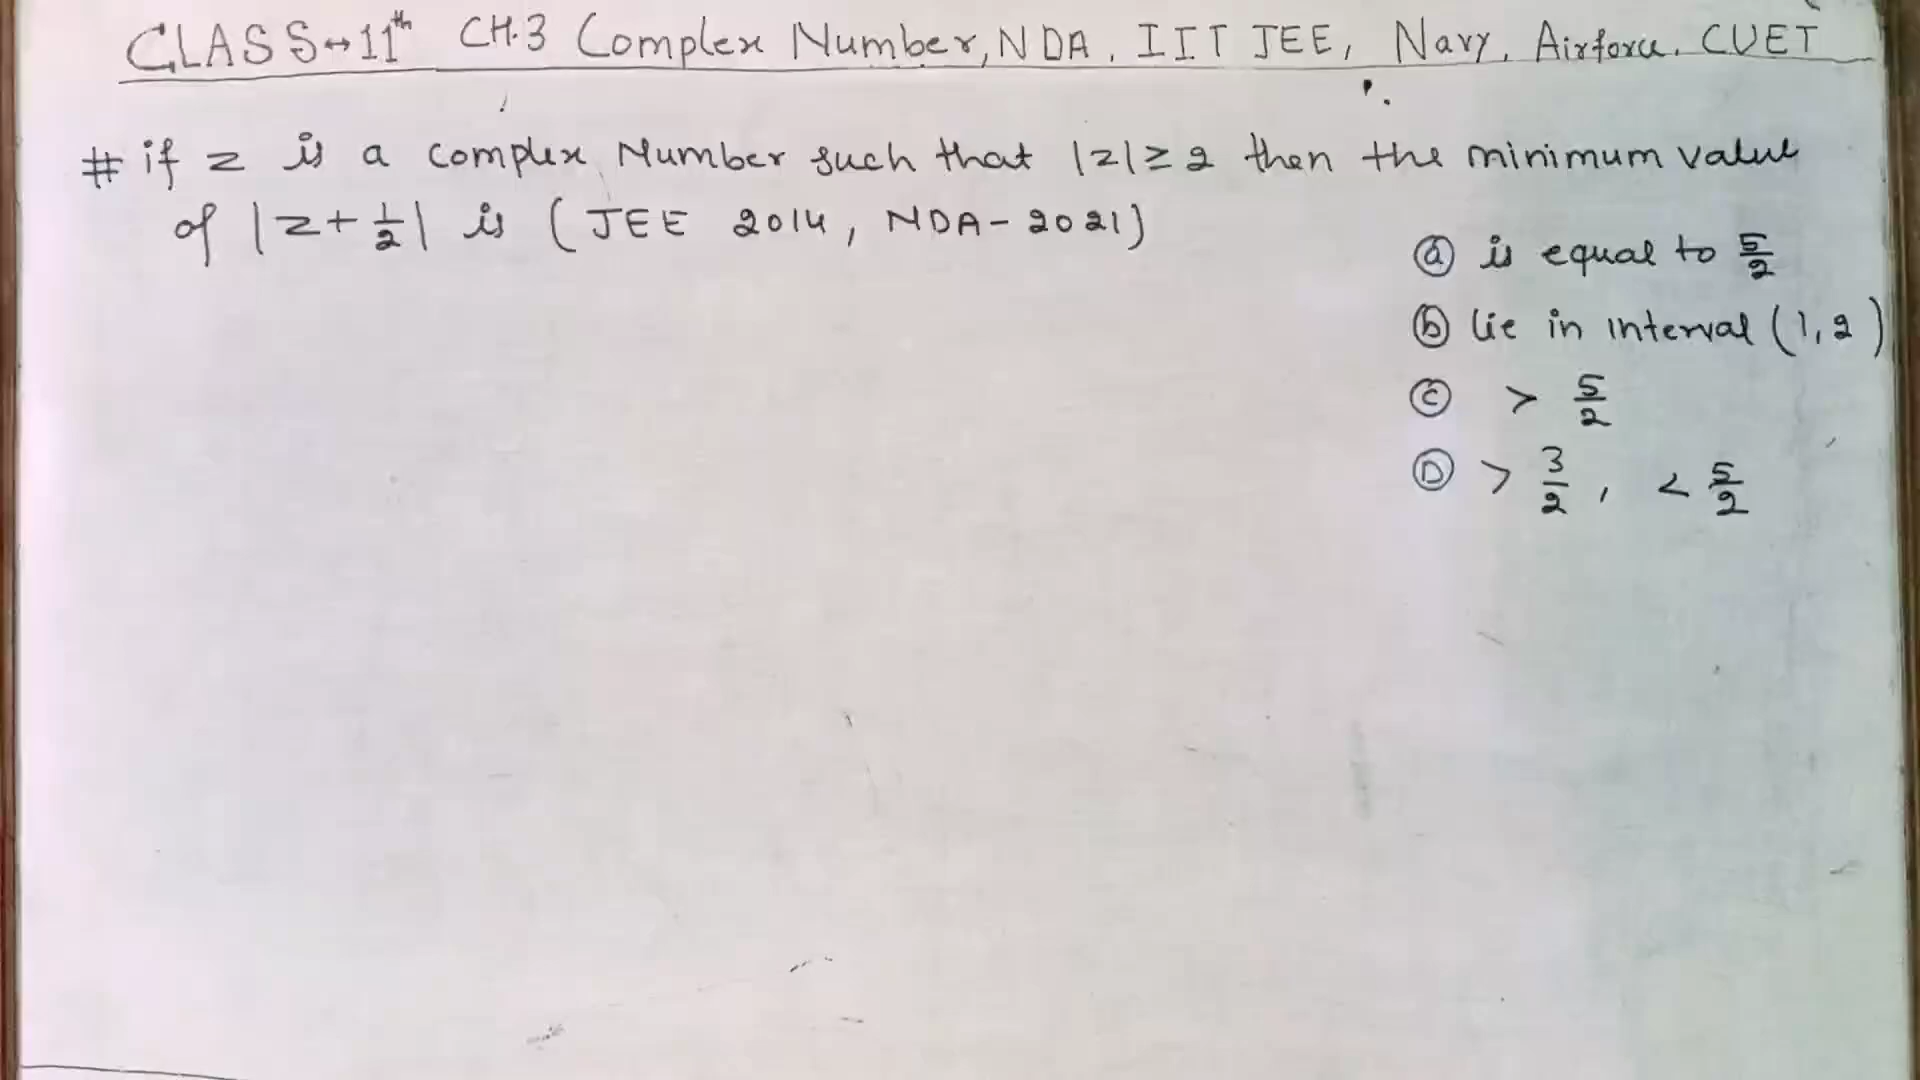 CLASS→11th CH.3 Complex Number, NDA, IIT JEE, Navy, Airforce, CUET
# if z is a complex Number such that |z| ≥ 2 then the minimum value
of |z + 1/2| is (JEE 2014, NDA-2021)
ⓐ is equal to 5/2
ⓑ lie in interval (1,2)
ⓒ > 5/2
Ⓓ > 3/2, < 5/2